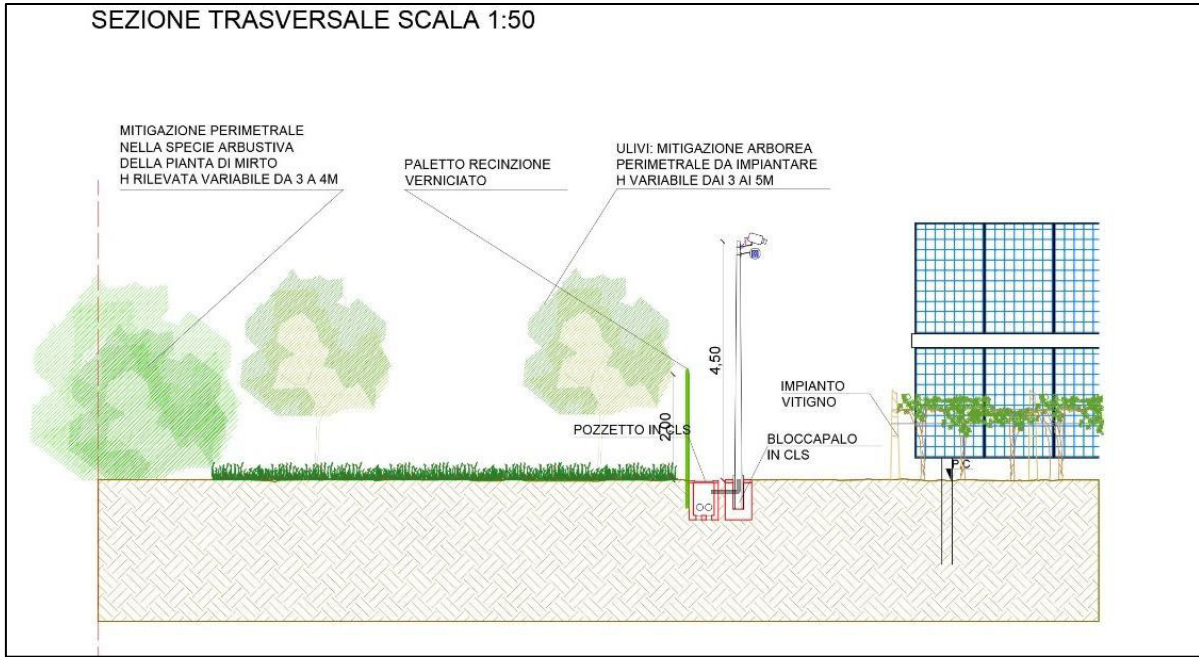 SEZIONE TRASVERSALE SCALA 1:50
MITIGAZIONE PERIMETRALE
NELLA SPECIE ARBUSTIVA
DELLA PIANTA DI MIRTO
H RILEVATA VARIABILE DA 3 A 4M
PALETTO RECINZIONE
VERNICIATO
ULIVI: MITIGAZIONE ARBOREA
PERIMETRALE DA IMPIANTARE
H VARIABILE DAI 3 AI 5M
4,50
2,00
POZZETTO IN CLS
BLOCCAPALO
IN CLS
IMPIANTO
VITIGNO
P.C